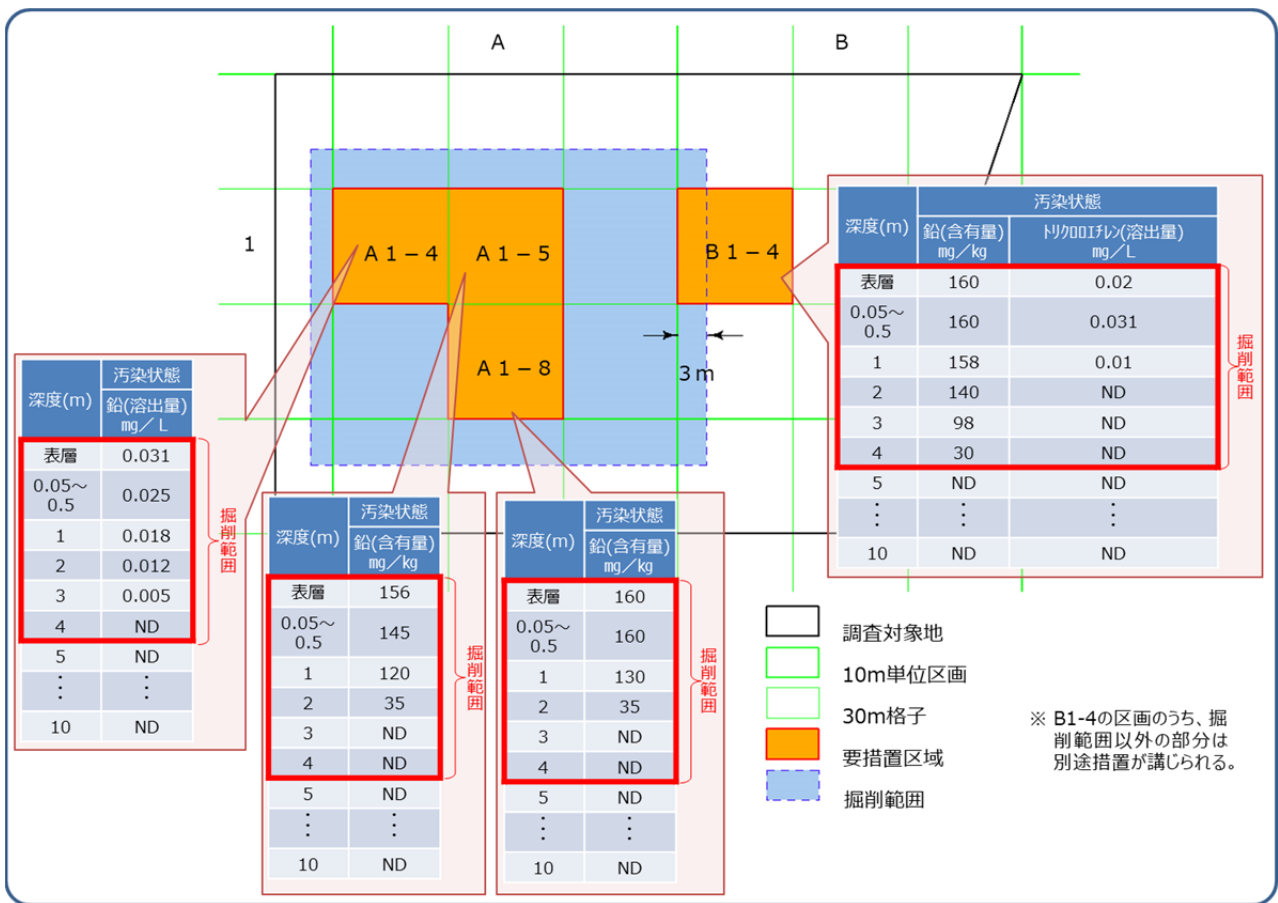 A
B
1
A 1－4
A 1－5
B 1－4
A 1－8
3 m
深度(m)
汚染状態
鉛(含有量)
mg／kg
ﾄﾘｸﾛﾛｴﾁﾚﾝ(溶出量)
mg／L
表層 160 0.02
0.05～
0.5
160 0.031
1 158 0.01
2 140 ND
3 98 ND
4 30 ND
5 ND ND
⋮ ⋮ ⋮
10 ND ND
掘削範囲
深度(m)
汚染状態
鉛(溶出量)
mg／ L
表層 0.031
0.05～
0.5
0.025
1 0.018
2 0.012
3 0.005
4 ND
5 ND
⋮ ⋮
10 ND
掘削範囲
深度(m)
汚染状態
鉛(含有量)
mg／kg
表層 156
0.05～
0.5
145
1 120
2 35
3 ND
4 ND
5 ND
⋮ ⋮
10 ND
掘削範囲
深度(m)
汚染状態
鉛(含有量)
mg／kg
表層 160
0.05～
0.5
160
1 130
2 35
3 ND
4 ND
5 ND
⋮ ⋮
10 ND
掘削範囲
調査対象地
10m単位区画
30m格子
要措置区域
掘削範囲
※ B1-4の区画のうち、掘
削範囲以外の部分は
別途措置が講じられる。